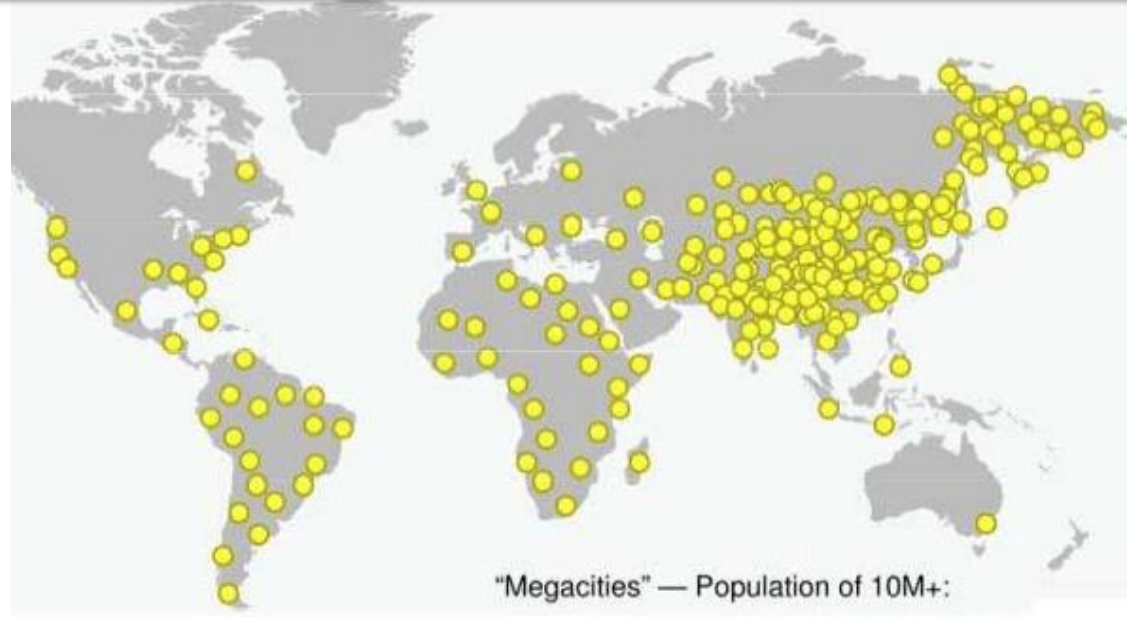 “Megacities” — Population of 10M+: